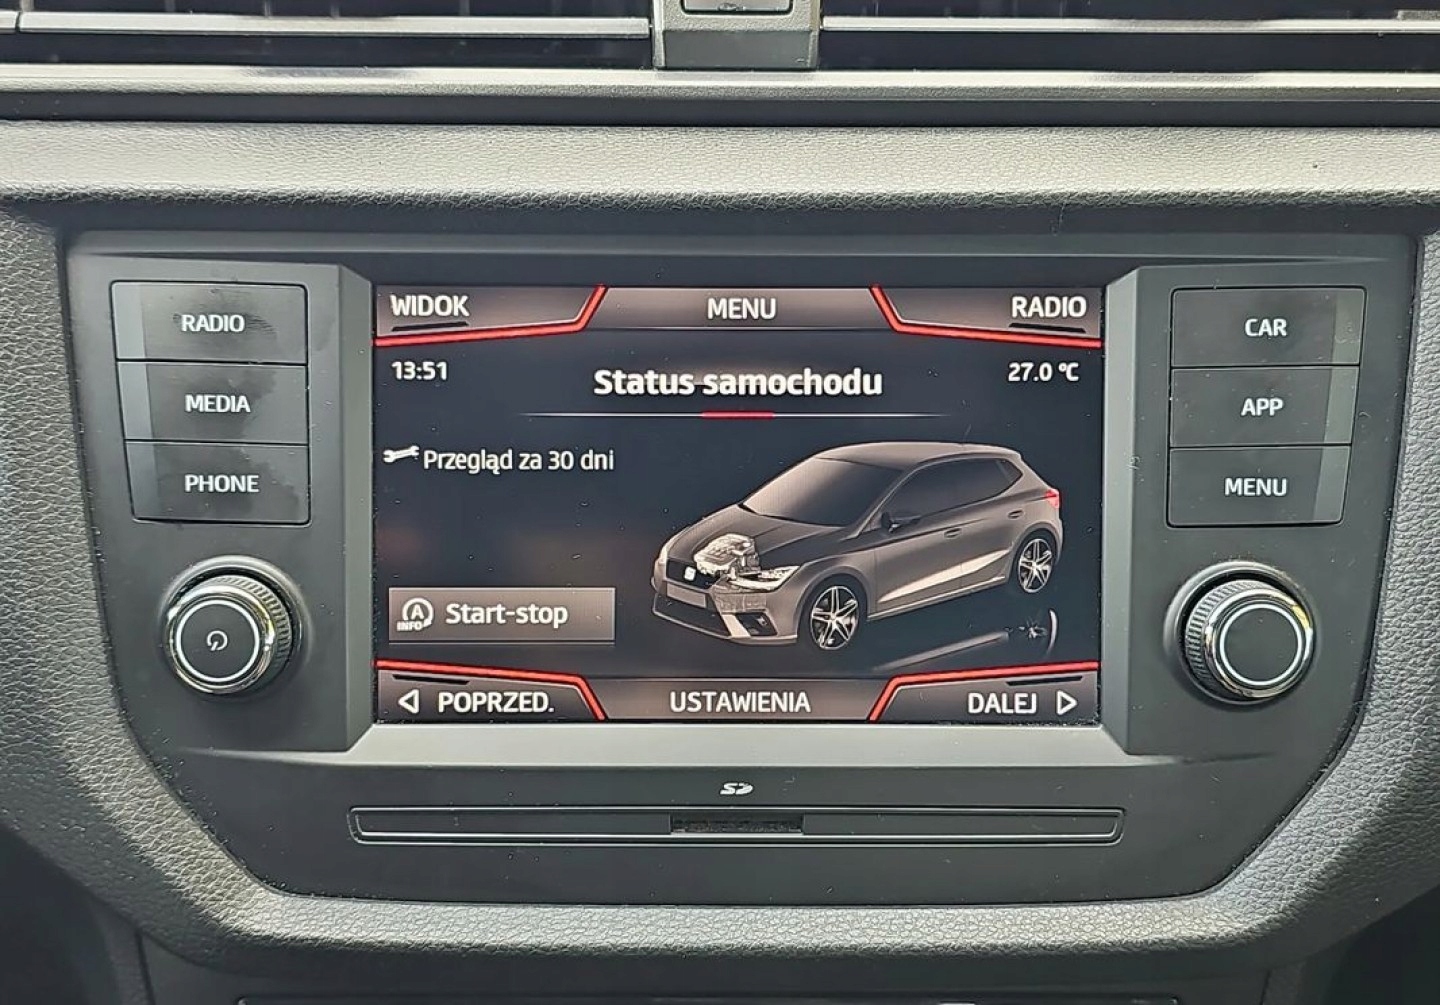 WIDOK MENU RADIO
13:51 27.0 °C
Status samochodu
Przegląd za 30 dni
A INFO Start-stop
POPRZED. USTAWIENIA DALEJ
RADIO
MEDIA
PHONE
CAR
APP
MENU
SD